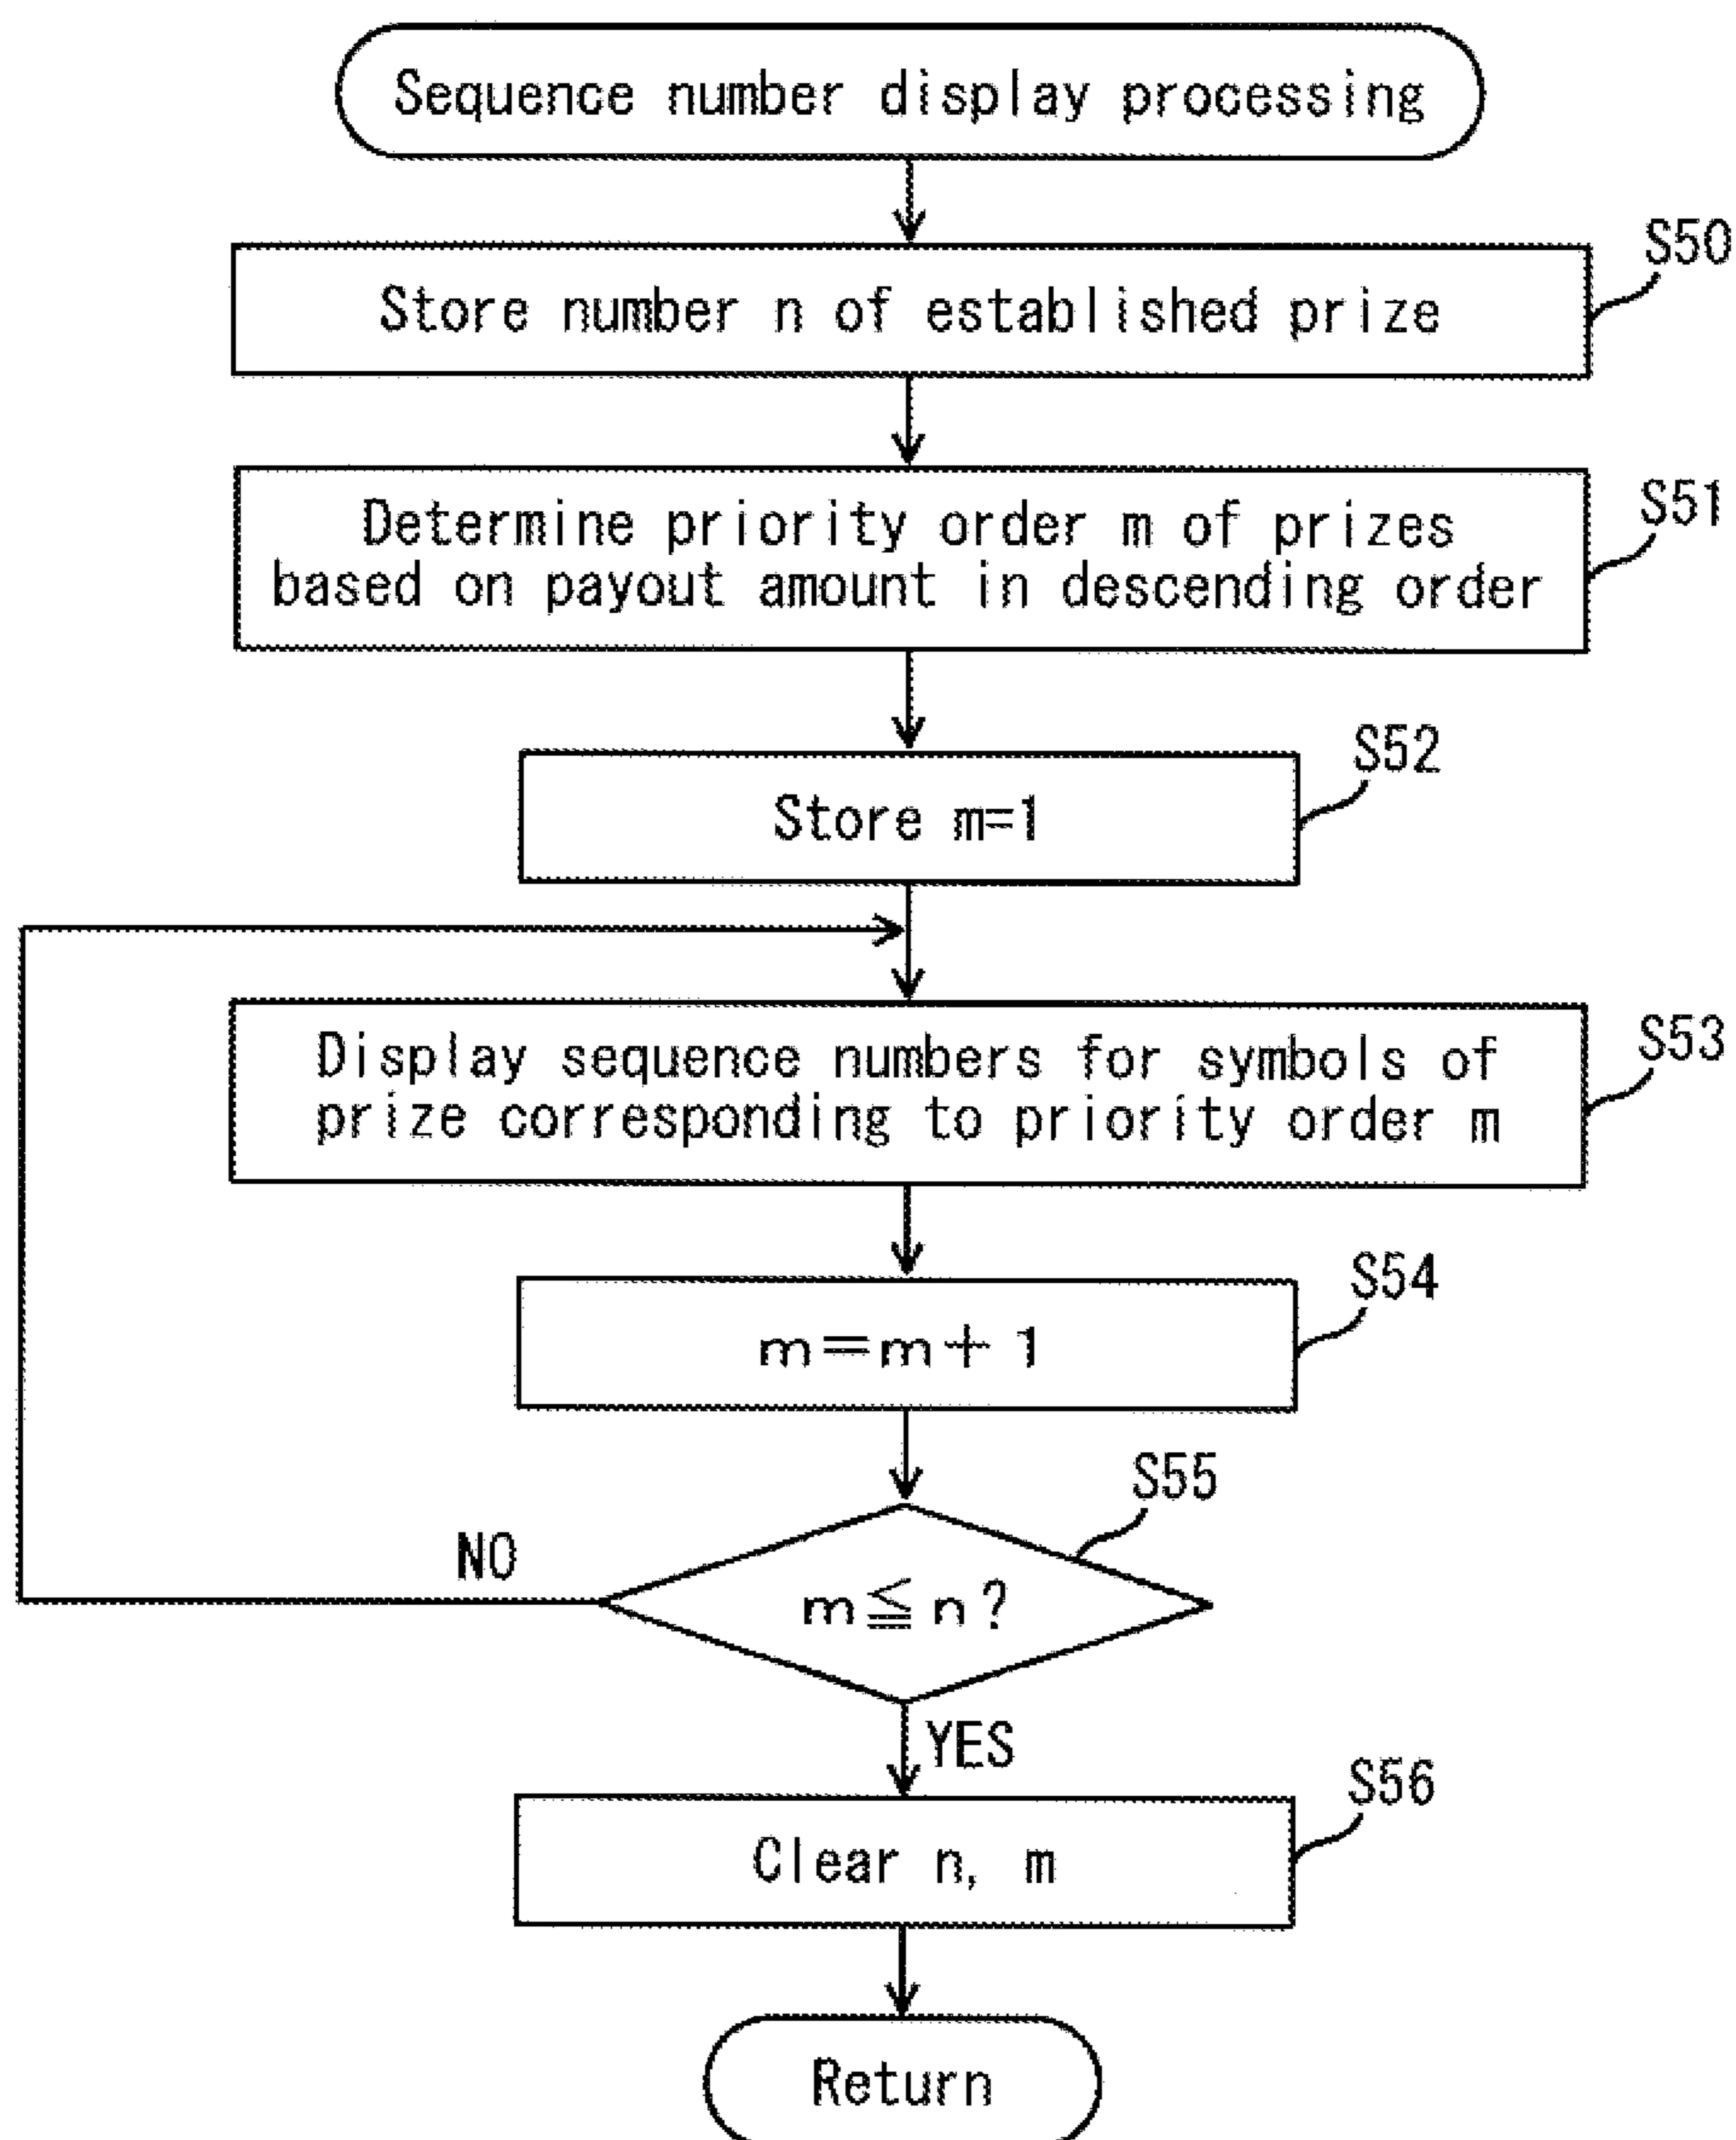 Sequence number display processing
S50
Store number n of established prize
S51
Determine priority order m of prizes
based on payout amount in descending order
S52
Store m=1
S53
Display sequence numbers for symbols of
prize corresponding to priority order m
S54
m=m+1
S55
NO
m≦n?
YES
S56
Clear n, m
Return